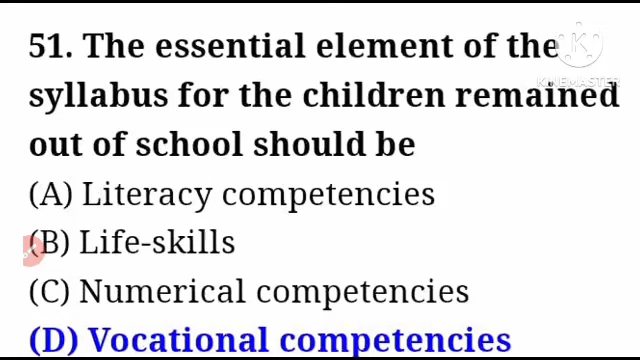 51. The essential element of the
syllabus for the children remained
out of school should be
(A) Literacy competencies
(B) Life-skills
(C) Numerical competencies
(D) Vocational competencies
K
KINEMASTER